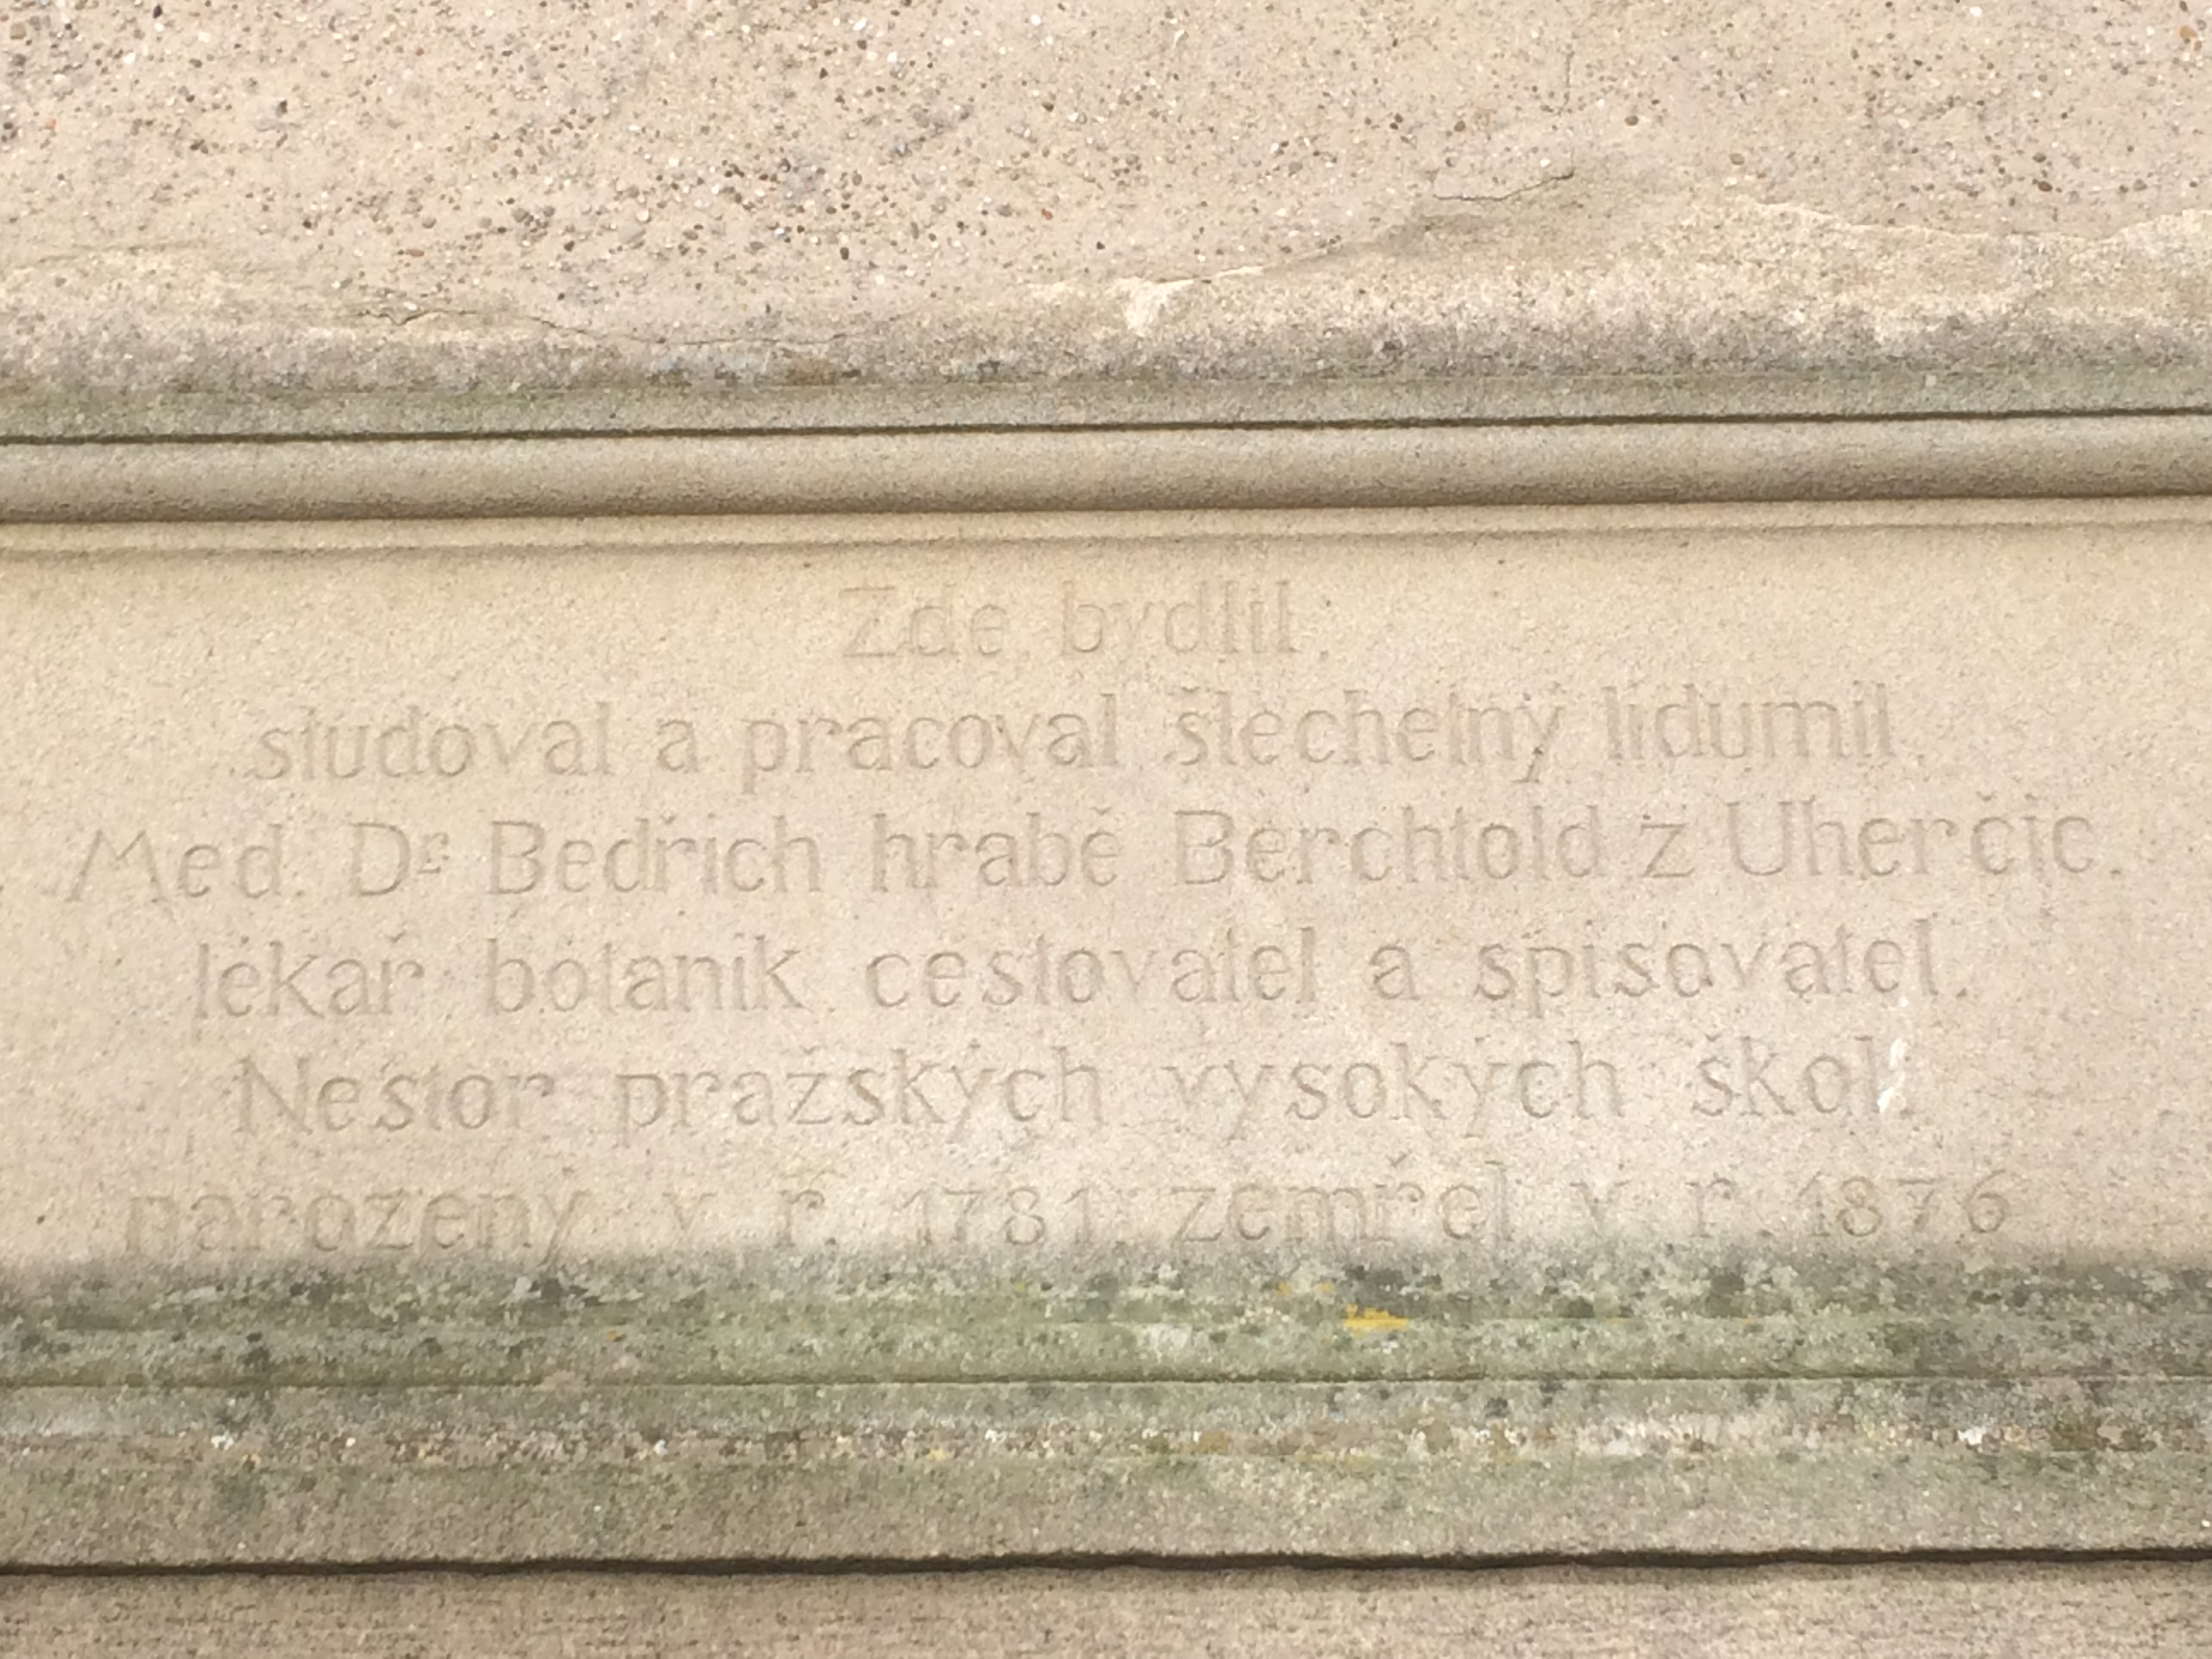 Zde bydlil,
studoval a pracoval šlechetný lidumil
Med. Dr. Bedřich hrabě Berchtold z Uherčic.
lékař botanik cestovatel a spisovatel.
Nestor pražských vysokých škol.
narozený v r. 1781 zemřel v r. 1876